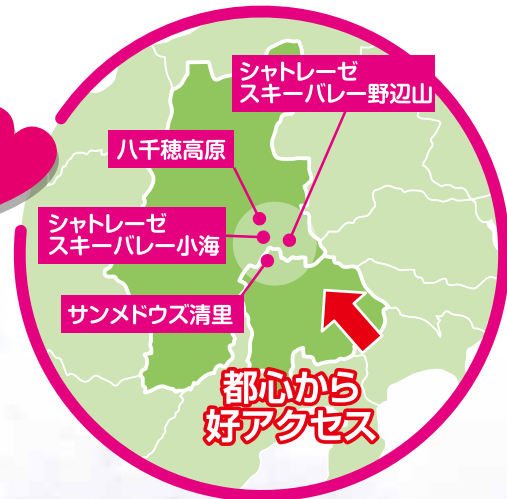 シャトレーゼ
スキーバレー野辺山
八千穂高原
シャトレーゼ
スキーバレー小海
サンメドウズ清里
都心から
好アクセス